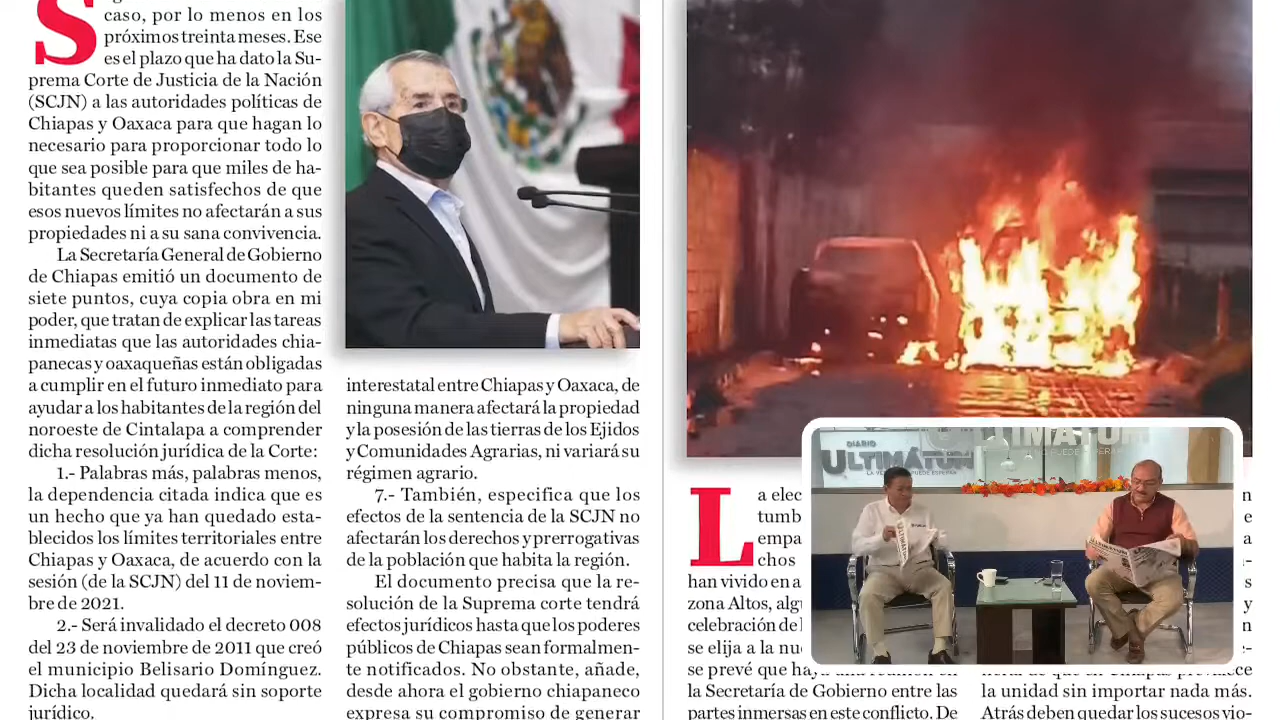 S
caso, por lo menos en los
próximos treinta meses. Ese
es el plazo que ha dato la Su-
prema Corte de Justicia de la Nación
(SCJN) a las autoridades políticas de
Chiapas y Oaxaca para que hagan lo
necesario para proporcionar todo lo
que sea posible para que miles de ha-
bitantes queden satisfechos de que
esos nuevos límites no afectarán a sus
propiedades ni a su sana convivencia.
La Secretaría General de Gobierno
de Chiapas emitió un documento de
siete puntos, cuya copia obra en mi
poder, que tratan de explicar las tareas
inmediatas que las autoridades chia-
panecas y oaxaqueñas están obligadas
a cumplir en el futuro inmediato para
ayudar a los habitantes de la región del
noroeste de Cintalapa a comprender
dicha resolución jurídica de la Corte:
1.- Palabras más, palabras menos,
la dependencia citada indica que es
un hecho que ya han quedado esta-
blecidos los límites territoriales entre
Chiapas y Oaxaca, de acuerdo con la
sesión (de la SCJN) del 11 de noviem-
bre de 2021.
2.- Será invalidado el decreto 008
del 23 de noviembre de 2011 que creó
el municipio Belisario Domínguez.
Dicha localidad quedará sin soporte
jurídico.
interestatal entre Chiapas y Oaxaca, de
ninguna manera afectará la propiedad
y la posesión de las tierras de los Ejidos
y Comunidades Agrarias, ni variará su
régimen agrario.
7.- También, especifica que los
efectos de la sentencia de la SCJN no
afectarán los derechos y prerrogativas
de la población que habita la región.
El documento precisa que la re-
solución de la Suprema corte tendrá
efectos jurídicos hasta que los poderes
públicos de Chiapas sean formalmen-
te notificados. No obstante, añade,
desde ahora el gobierno chiapaneco
expresa su compromiso de generar
La elec
tumb
empa
chos
han vivido en a
zona Altos, alg
celebración de
se elija a la nu
se prevé que ha
la Secretaría de Gobierno entre las
partes inmersas en este conflicto. De
la unidad sin importar nada más.
Atrás deben quedar los sucesos vio-
DIARIO
ULTIMÁTUM